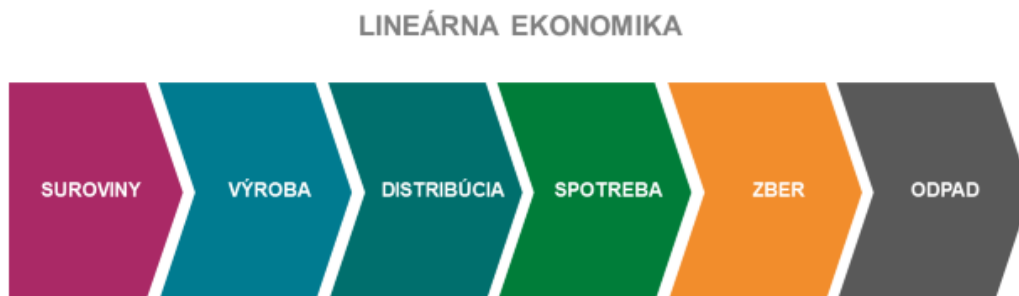 LINEÁRNA EKONOMIKA
SUROVINY
VÝROBA
DISTRIBÚCIA
SPOTREBA
ZBER
ODPAD